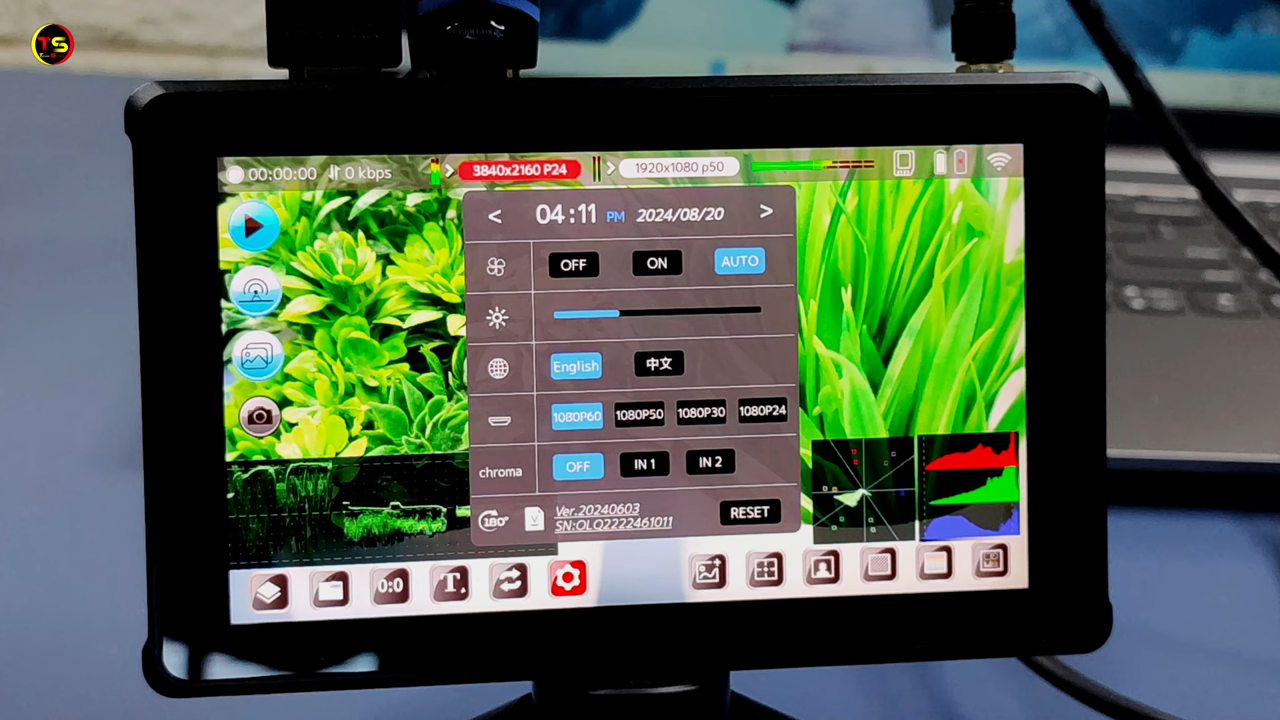 TS
00:00:00 0 kbps 3840x2160 P24 1920x1080 p50
< 04:11 PM 2024/08/20 >
OFF ON AUTO
English 中文
1080P60 1080P50 1080P30 1080P24
chroma OFF IN 1 IN 2
180° V Ver.20240603 RESET
SN:OLQ2222461011
0:0 T